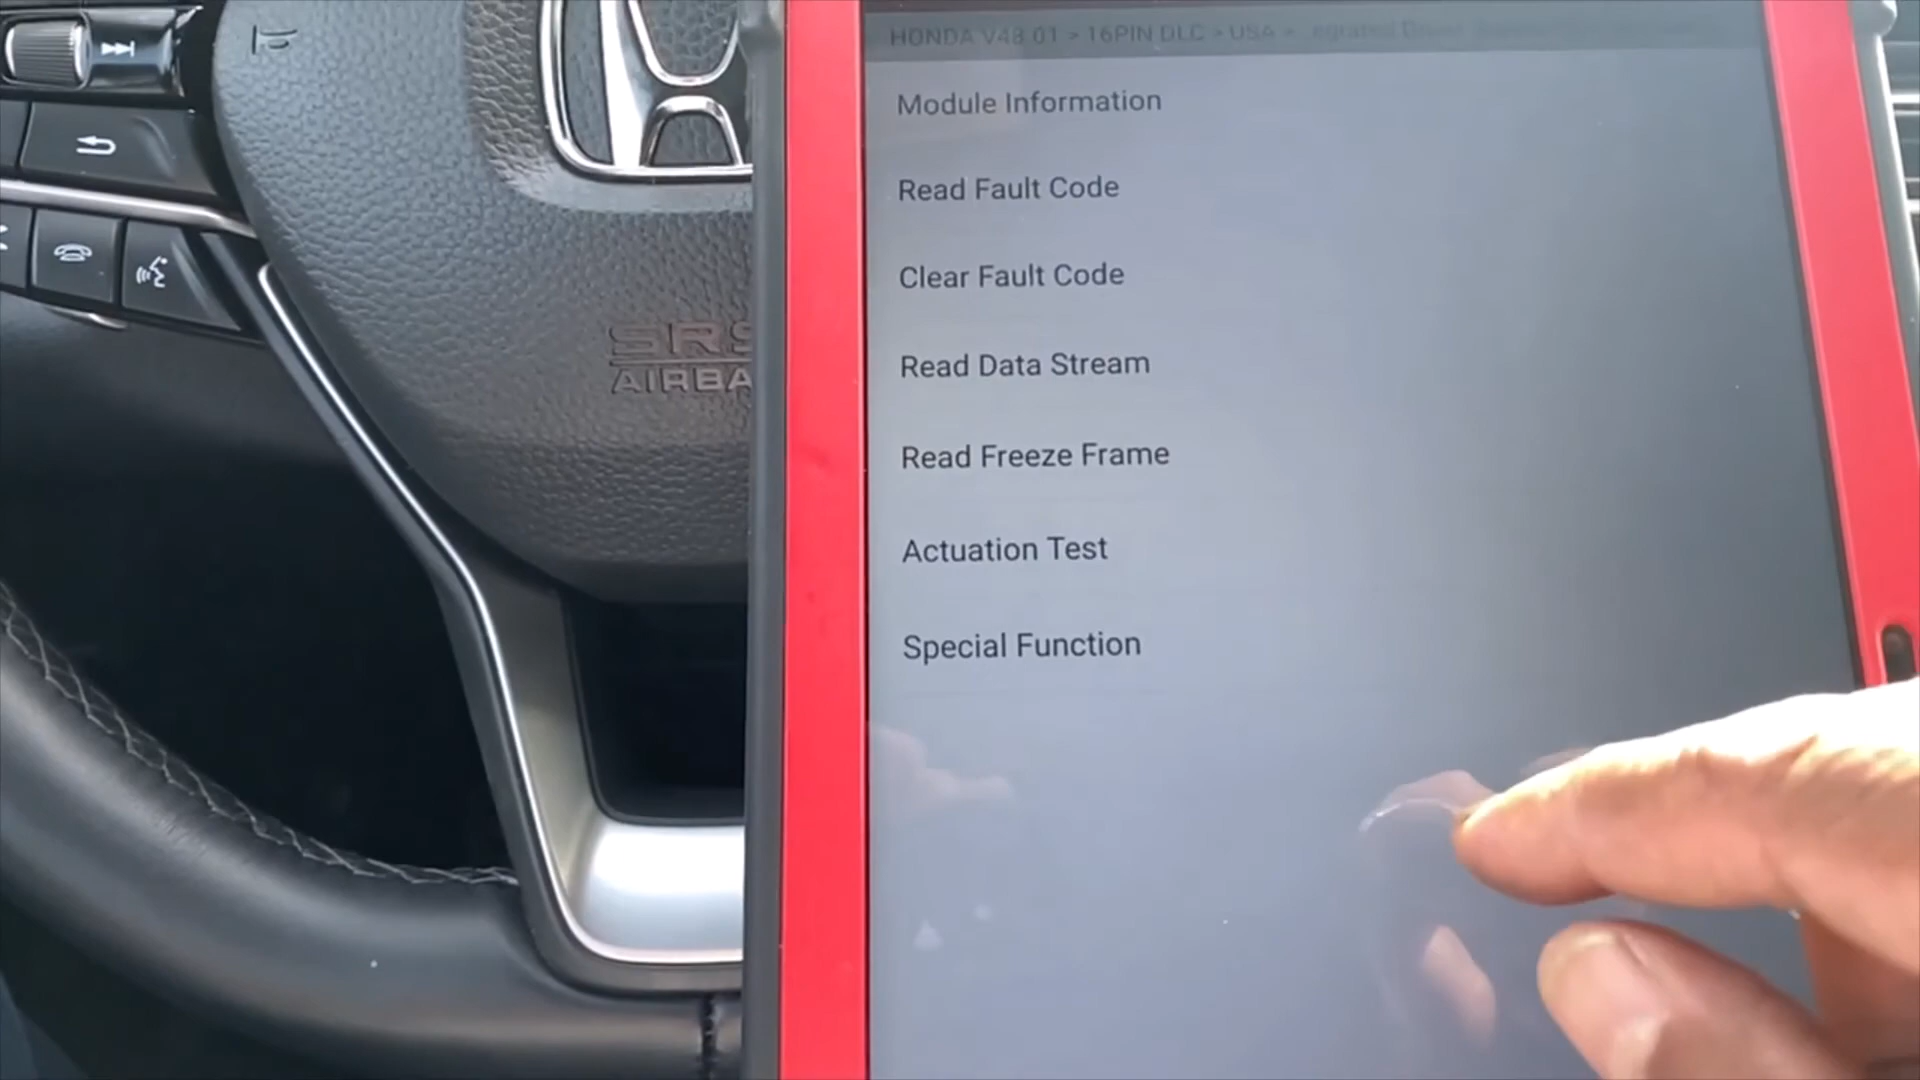 HONDA V48.01 > 16PIN DLC > USA >
Module Information
Read Fault Code
Clear Fault Code
Read Data Stream
Read Freeze Frame
Actuation Test
Special Function
SRS
AIRBA